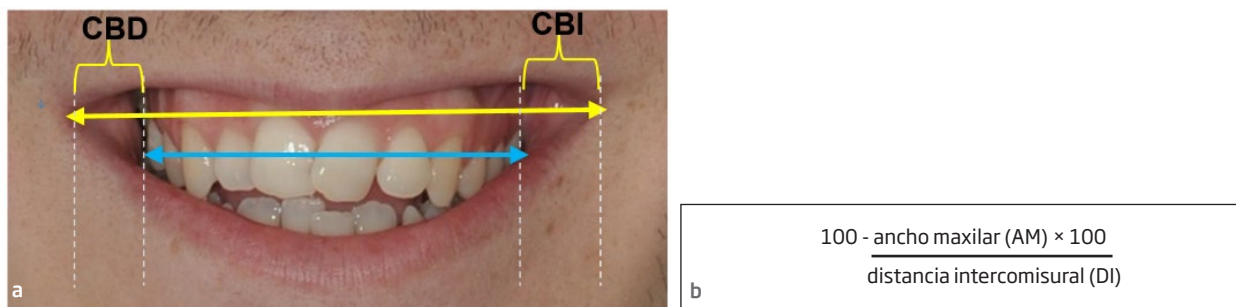 CBD CBI
a
100 - ancho maxilar (AM) × 100
distancia intercomisural (DI)
b